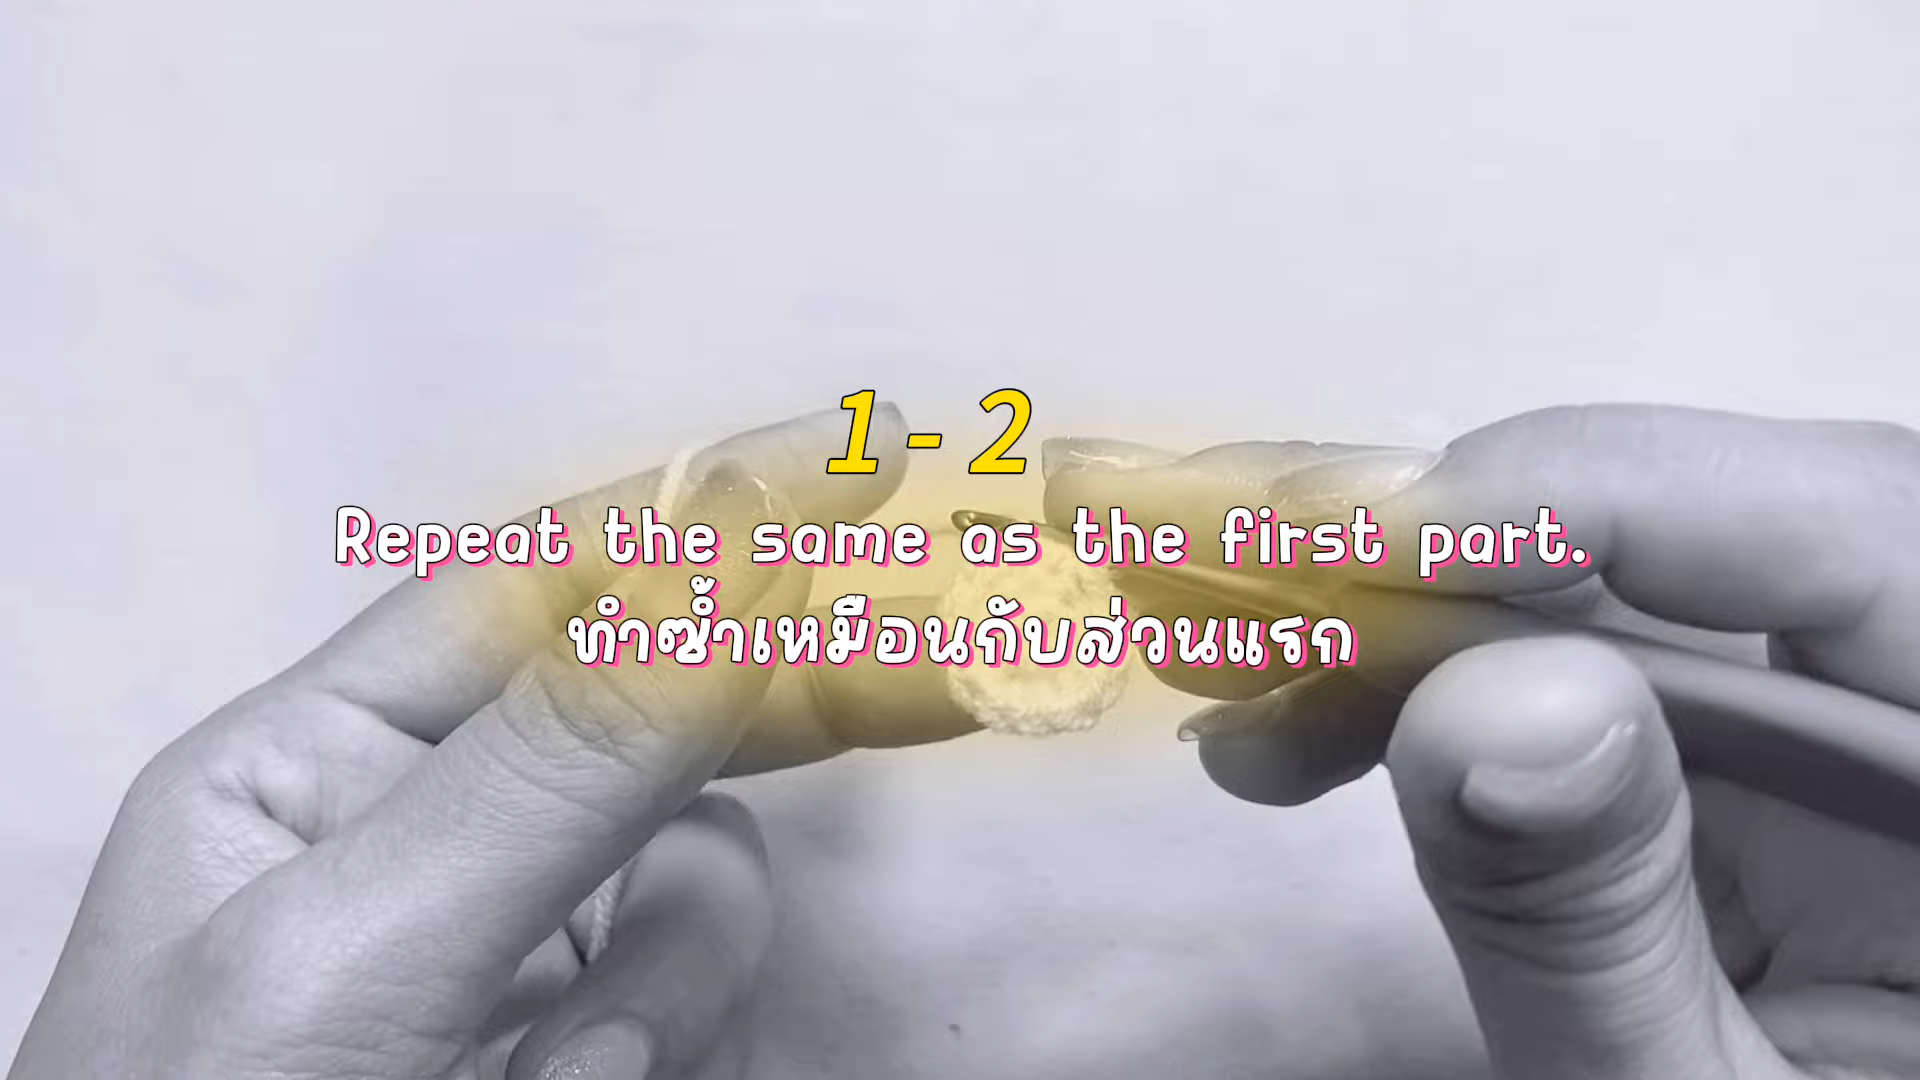 1 - 2
Repeat the same as the first part.
ทำซ้ำเหมือนกับส่วนแรก